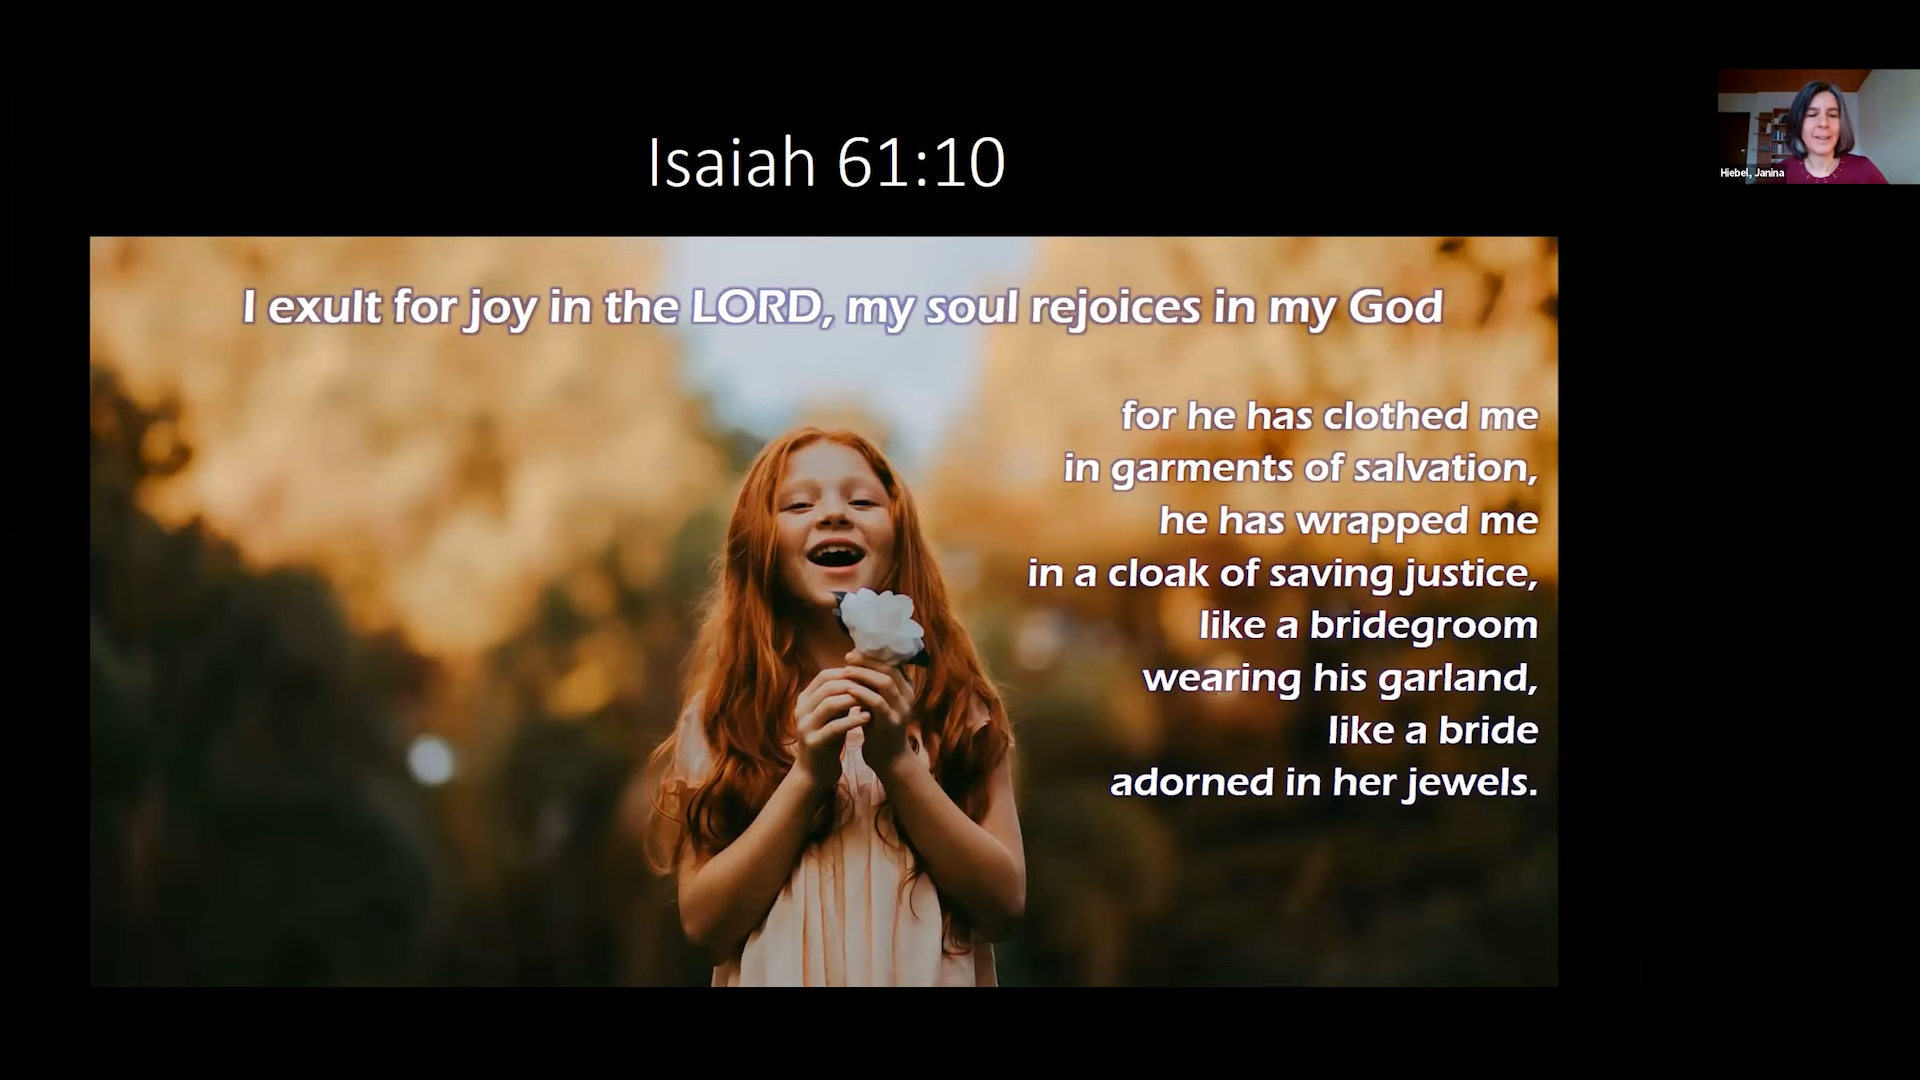 Isaiah 61:10
Hiebel, Janina
I exult for joy in the LORD, my soul rejoices in my God
for he has clothed me
in garments of salvation,
he has wrapped me
in a cloak of saving justice,
like a bridegroom
wearing his garland,
like a bride
adorned in her jewels.